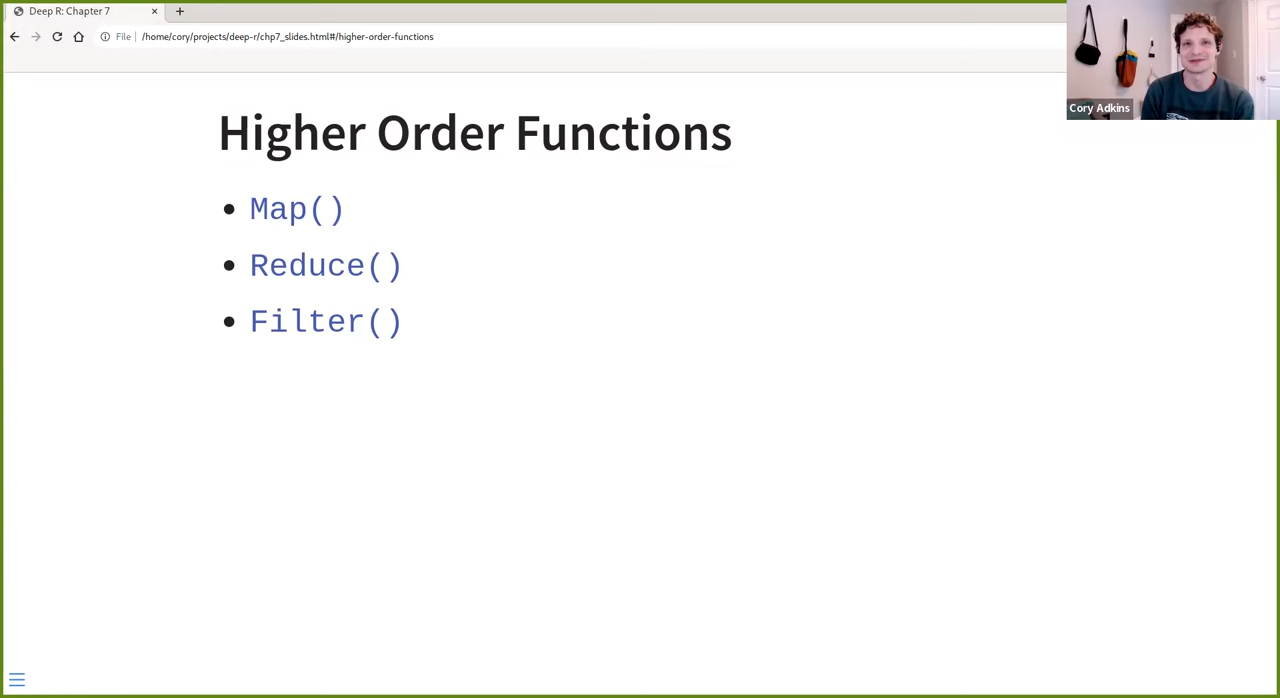 Deep R: Chapter 7
File
/home/cory/projects/deep-r/chp7_slides.html#/higher-order-functions
Cory Adkins
Higher Order Functions
• Map()
• Reduce()
• Filter()